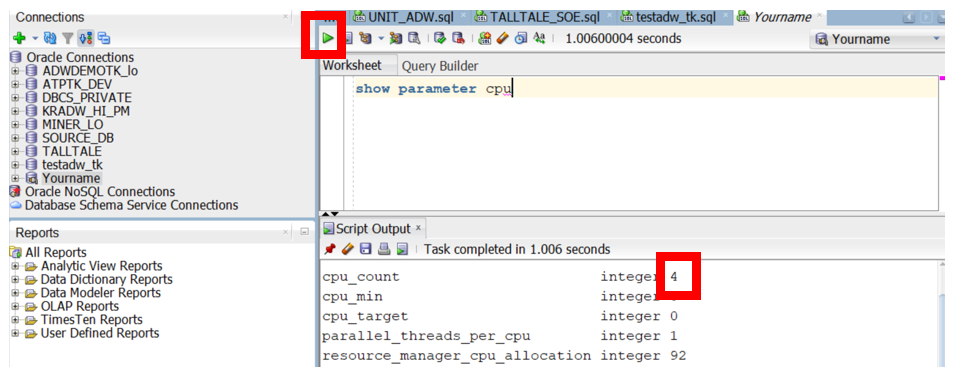 Connections
Oracle Connections
ADWDEMOTK_lo
ATPTK_DEV
DBCS_PRIVATE
KRADW_HI_PM
MINER_LO
SOURCE_DB
TALLTALE
testadw_tk
Yourname
Oracle NoSQL Connections
Database Schema Service Connections
Reports
All Reports
Analytic View Reports
Data Dictionary Reports
Data Modeler Reports
OLAP Reports
TimesTen Reports
User Defined Reports
UNIT_ADW.sql TALLTALE_SOE.sql testadw_tk.sql Yourname
1.00600004 seconds Yourname
Worksheet Query Builder
show parameter cpu
Script Output
Task completed in 1.006 seconds
cpu_count integer 4
cpu_min integer
cpu_target integer 0
parallel_threads_per_cpu integer 1
resource_manager_cpu_allocation integer 92